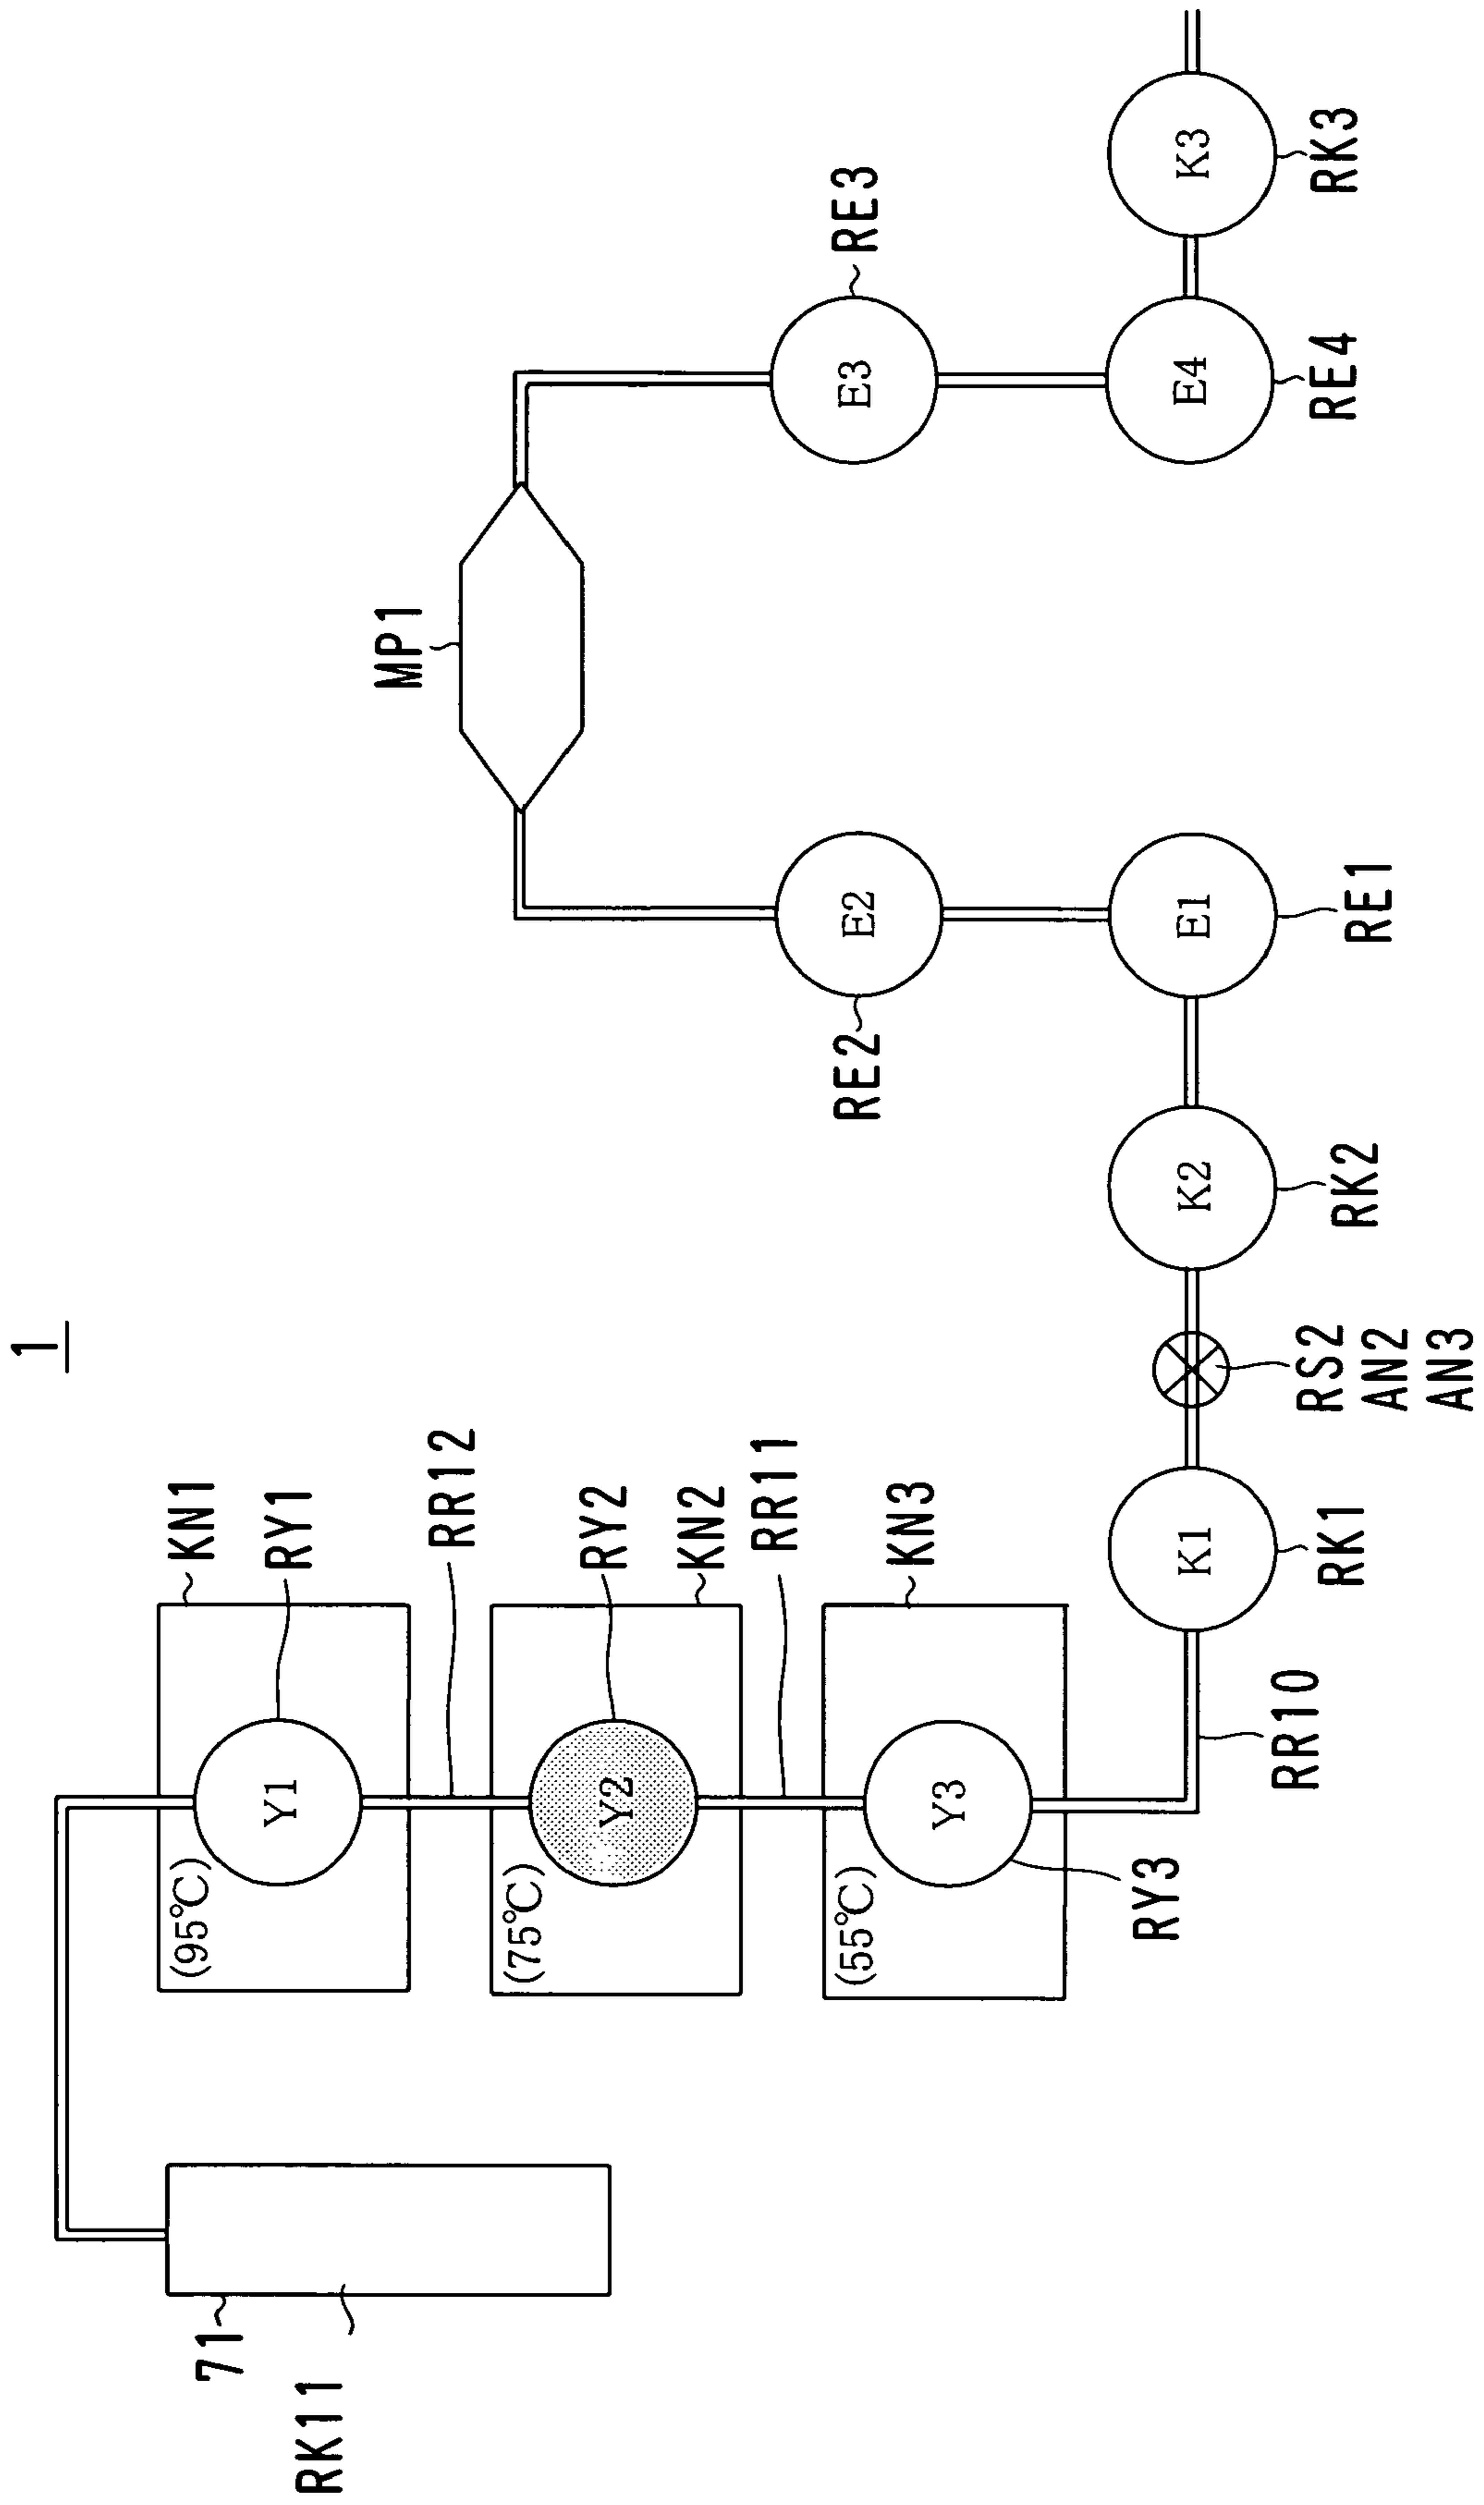 1
71
RK11
KN1
(95°C)
Y1
RY1
RR12
RY2
KN2
(75°C)
Y2
RR11
KN3
(55°C)
Y3
RY3
RR10
K1
RK1
RS2
AN2
AN3
K2
RK2
E1
RE1
E2
RE2
MP1
E3
RE3
E4
RE4
K3
RK3